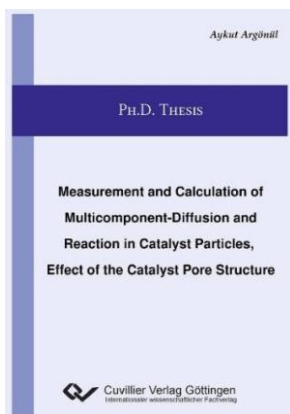 Aykut Argönül
PH.D. THESIS
Measurement and Calculation of
Multicomponent-Diffusion and
Reaction in Catalyst Particles,
Effect of the Catalyst Pore Structure
Cuvillier Verlag Göttingen
Internationaler wissenschaftlicher Fachverlag